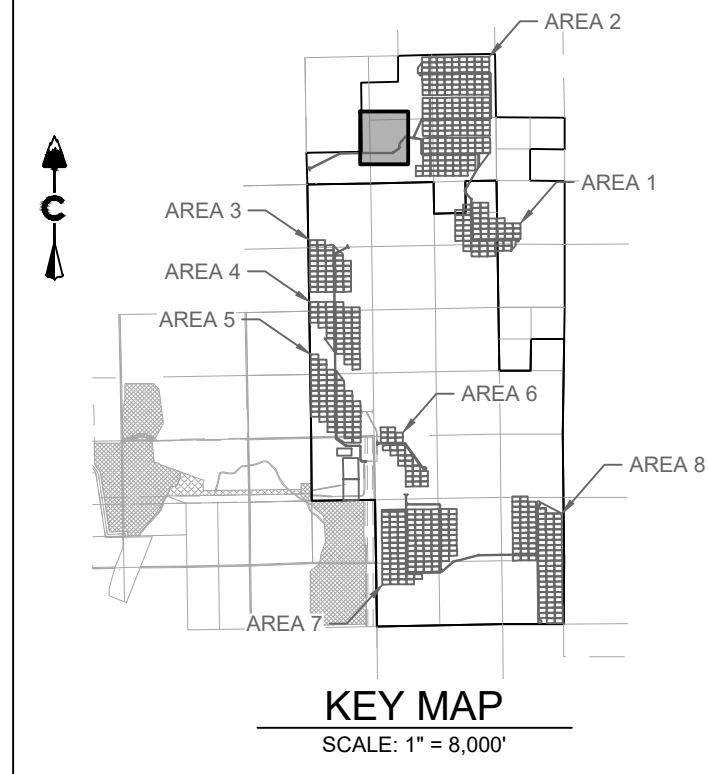 AREA 2
AREA 1
C
AREA 3
AREA 4
AREA 5
AREA 6
AREA 8
AREA 7
KEY MAP
SCALE: 1" = 8,000'